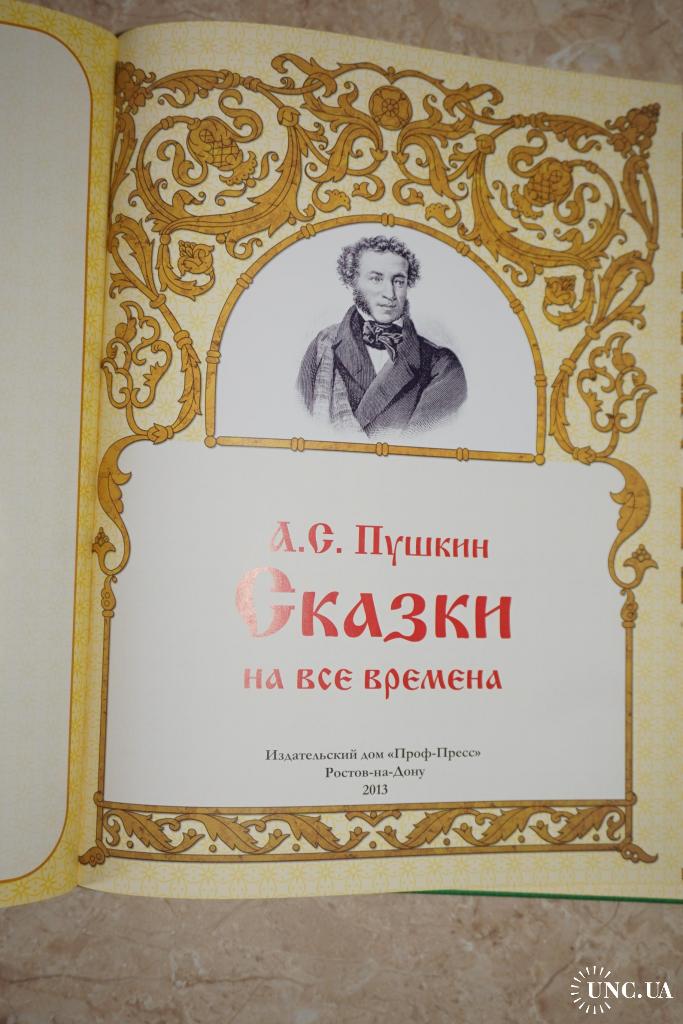 А.С. Пушкин
Сказки
на все времена
Издательский дом «Проф-Пресс»
Ростов-на-Дону
2013
UNC.UA